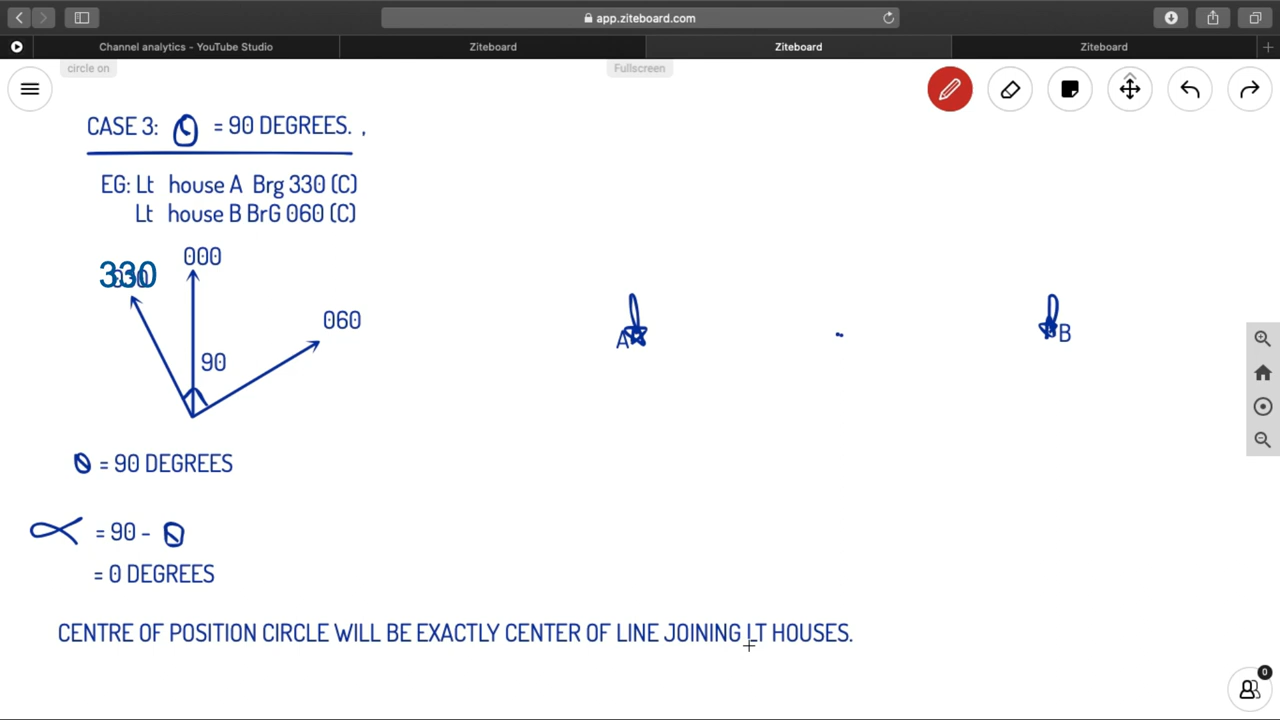 app.ziteboard.com
Channel analytics - YouTube Studio
Ziteboard
Ziteboard
Ziteboard
circle on
Fullscreen
CASE 3: θ = 90 DEGREES. ,
EG: Lt house A Brg 330 (C)
Lt house B BrG 060 (C)
000
330
060
90
A
B
θ = 90 DEGREES
∝ = 90 - θ
= 0 DEGREES
CENTRE OF POSITION CIRCLE WILL BE EXACTLY CENTER OF LINE JOINING LT HOUSES.
0